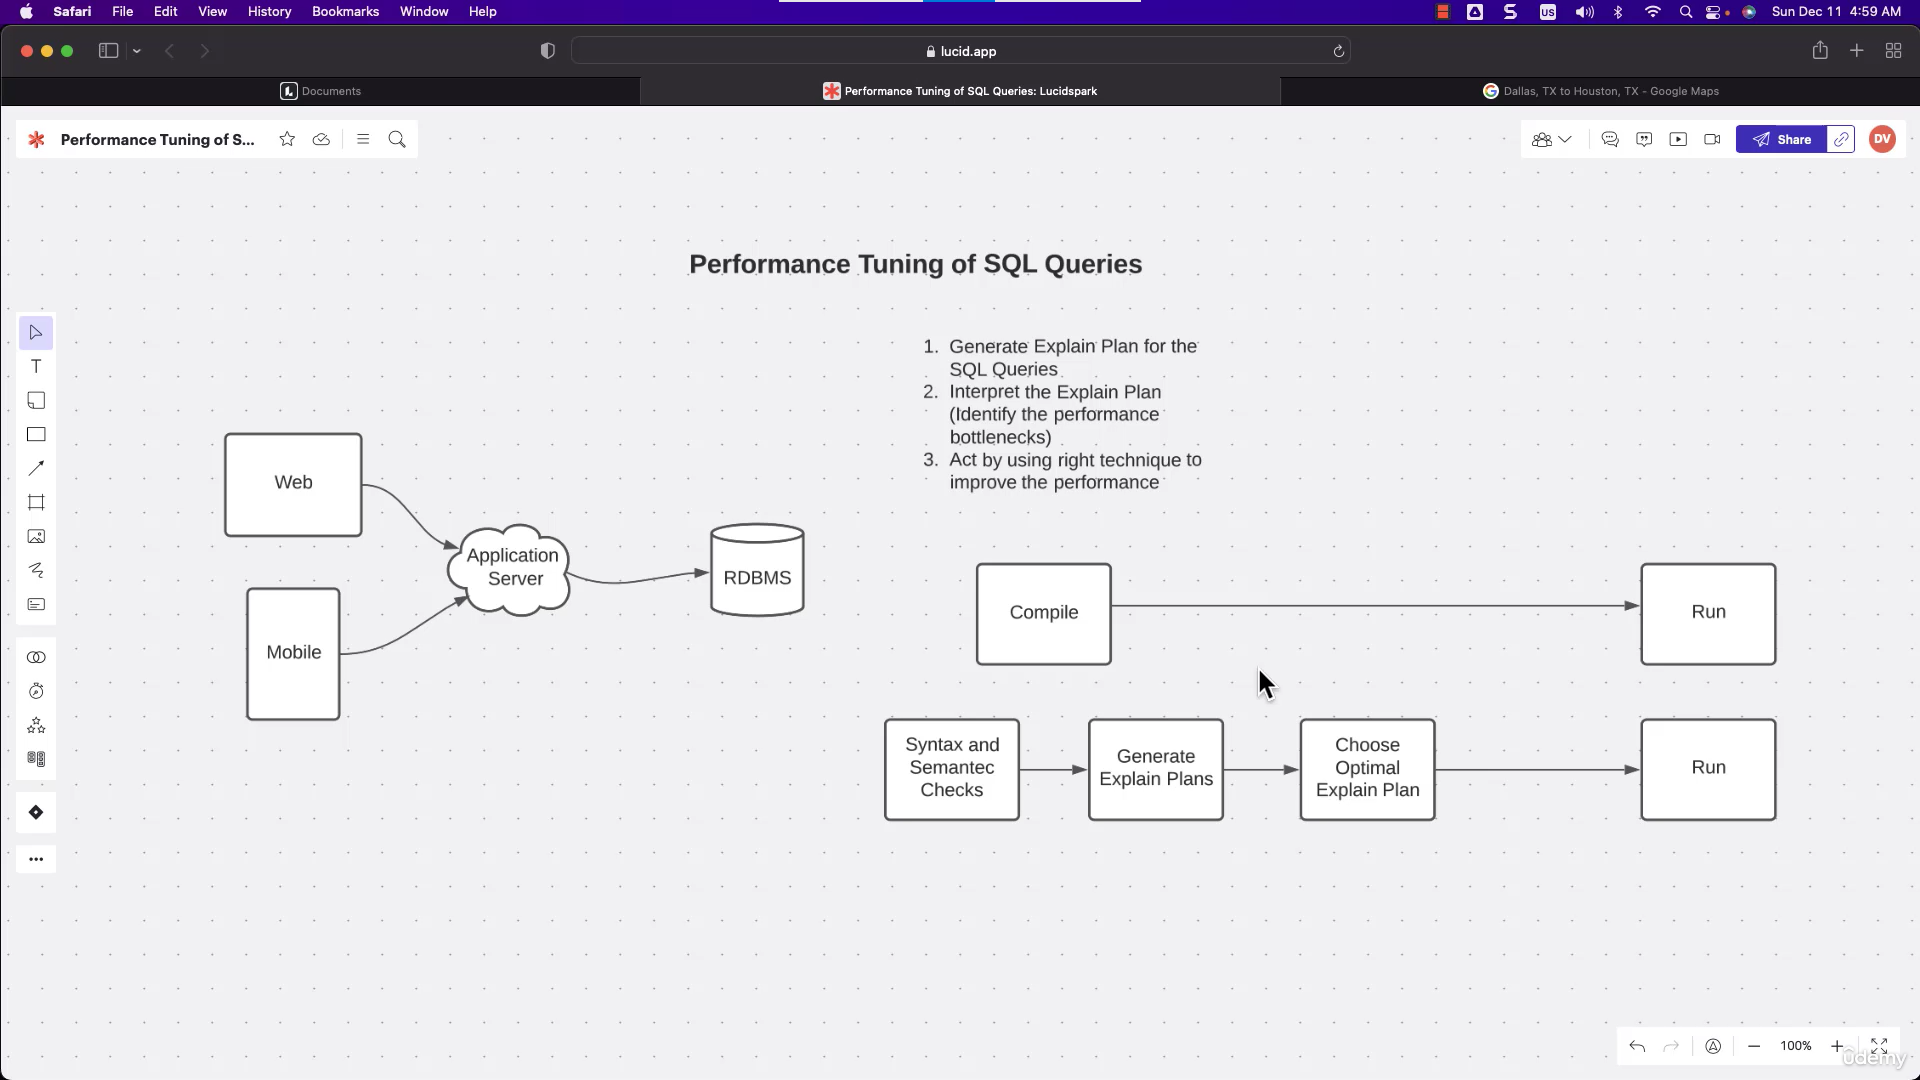 Safari File Edit View History Bookmarks Window Help US Sun Dec 11 4:59 AM
lucid.app
Documents
Performance Tuning of SQL Queries: Lucidspark
Dallas, TX to Houston, TX - Google Maps
Performance Tuning of S...
Share
DV
Performance Tuning of SQL Queries
1. Generate Explain Plan for the
SQL Queries
2. Interpret the Explain Plan
(Identify the performance
bottlenecks)
3. Act by using right technique to
improve the performance
T
Web
Application
Server
RDBMS
Mobile
Compile
Run
Syntax and
Semantec
Checks
Generate
Explain Plans
Choose
Optimal
Explain Plan
Run
100%
ûdemy